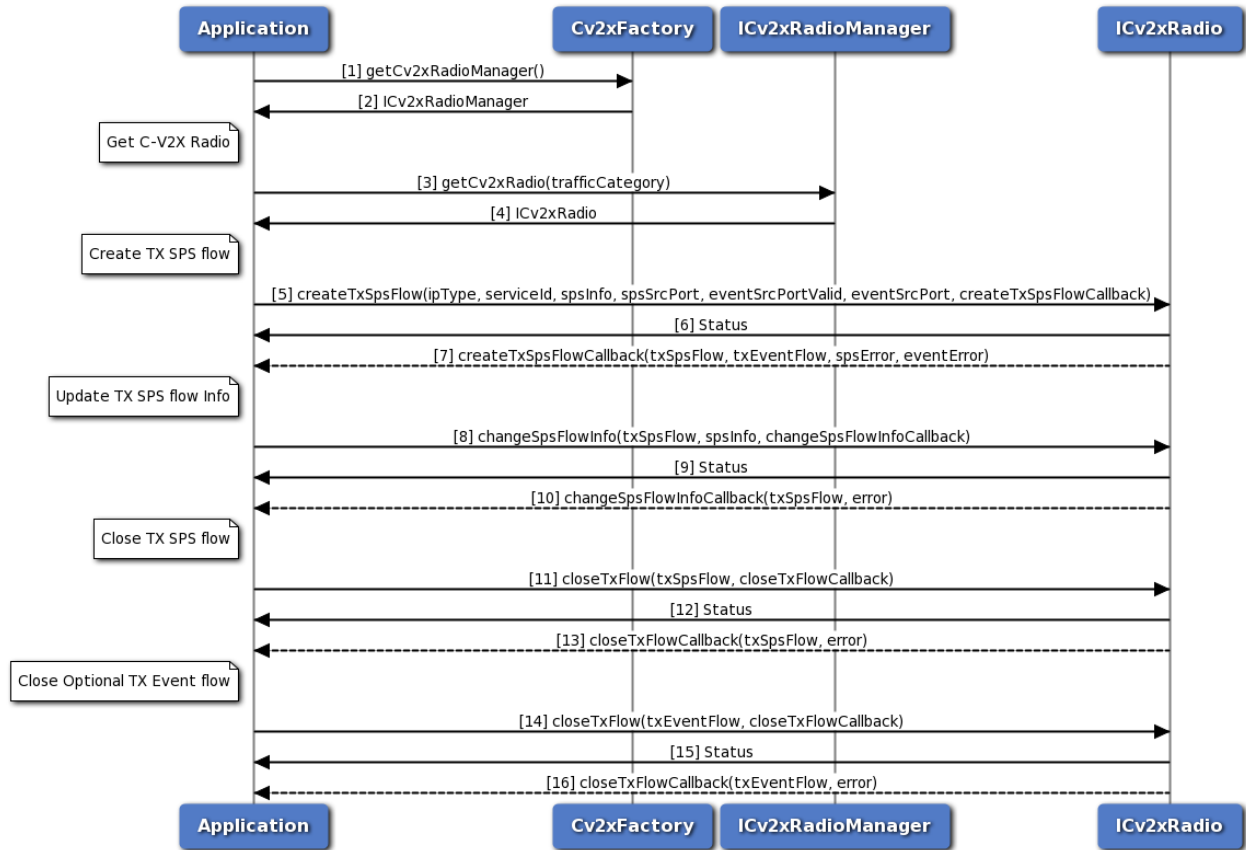 Application Cv2xFactory ICv2xRadioManager ICv2xRadio
[1] getCv2xRadioManager()
[2] ICv2xRadioManager
Get C-V2X Radio
[3] getCv2xRadio(trafficCategory)
[4] ICv2xRadio
Create TX SPS flow
[5] createTxSpsFlow(ipType, serviceId, spsInfo, spsSrcPort, eventSrcPortValid, eventSrcPort, createTxSpsFlowCallback)
[6] Status
[7] createTxSpsFlowCallback(txSpsFlow, txEventFlow, spsError, eventError)
Update TX SPS flow Info
[8] changeSpsFlowInfo(txSpsFlow, spsInfo, changeSpsFlowInfoCallback)
[9] Status
[10] changeSpsFlowInfoCallback(txSpsFlow, error)
Close TX SPS flow
[11] closeTxFlow(txSpsFlow, closeTxFlowCallback)
[12] Status
[13] closeTxFlowCallback(txSpsFlow, error)
Close Optional TX Event flow
[14] closeTxFlow(txEventFlow, closeTxFlowCallback)
[15] Status
[16] closeTxFlowCallback(txEventFlow, error)
Application Cv2xFactory ICv2xRadioManager ICv2xRadio